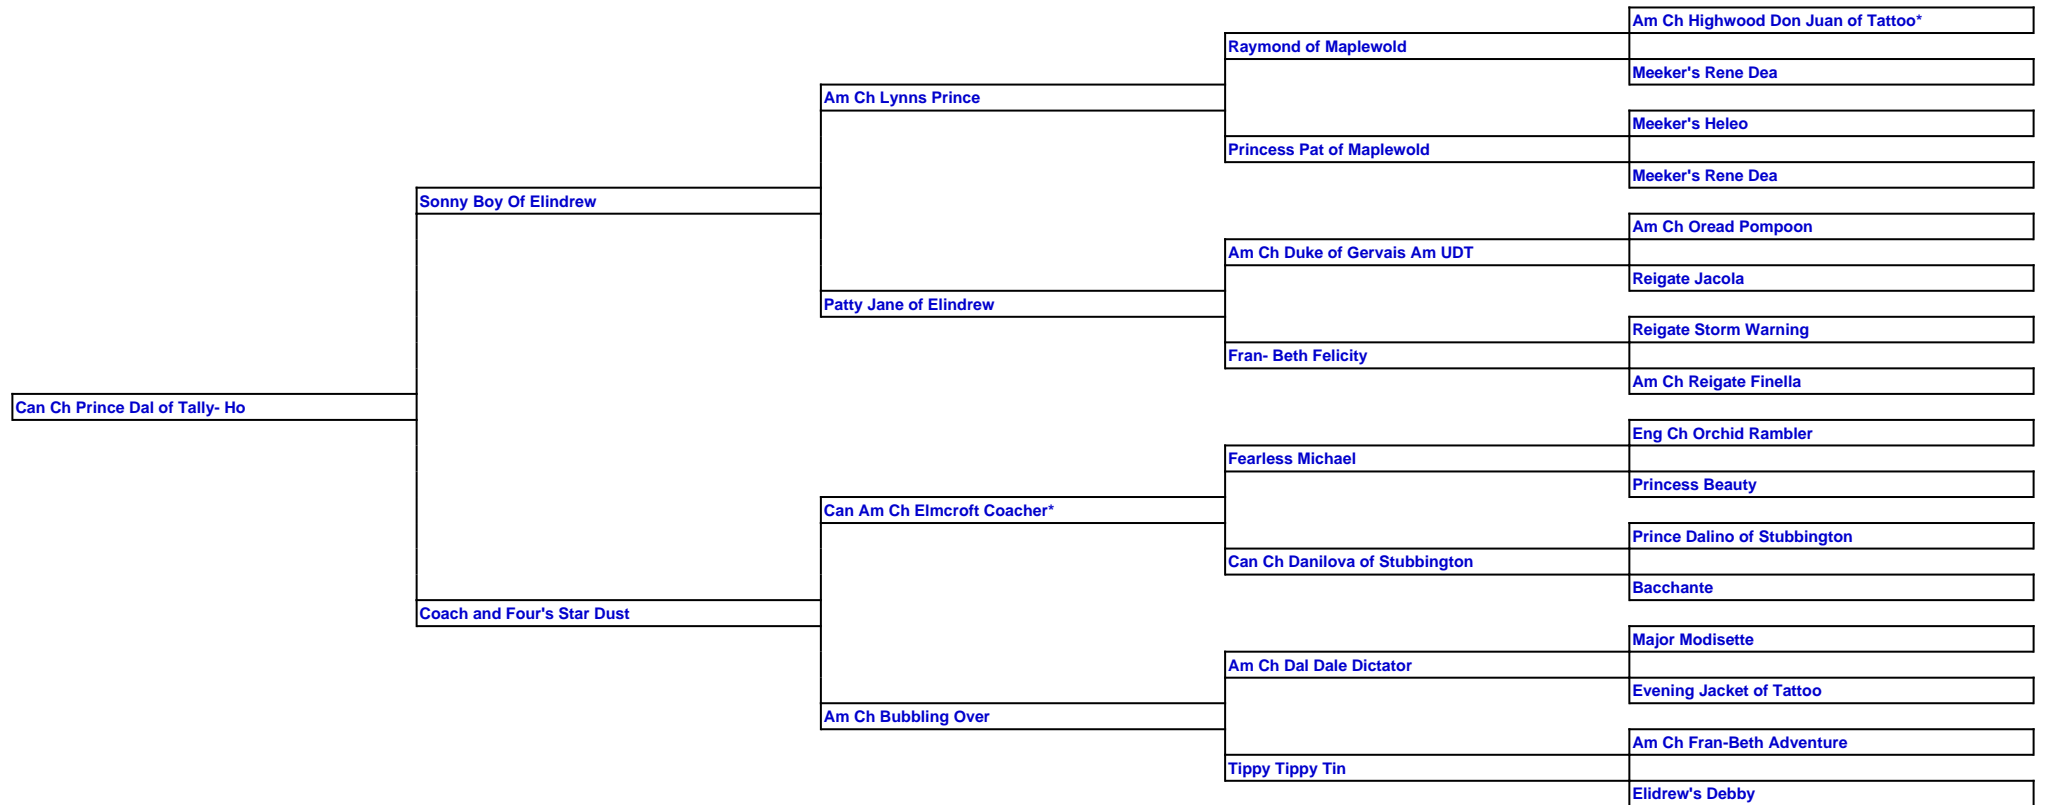 Am Ch Highwood Don Juan of Tattoo*
Raymond of Maplewold
Meeker's Rene Dea
Am Ch Lynns Prince
Meeker's Heleo
Princess Pat of Maplewold
Meeker's Rene Dea
Sonny Boy Of Elindrew
Am Ch Oread Pompoon
Am Ch Duke of Gervais Am UDT
Reigate Jacola
Patty Jane of Elindrew
Reigate Storm Warning
Fran- Beth Felicity
Am Ch Reigate Finella
Can Ch Prince Dal of Tally- Ho
Eng Ch Orchid Rambler
Fearless Michael
Princess Beauty
Can Am Ch Elmcroft Coacher*
Prince Dalino of Stubbington
Can Ch Danilova of Stubbington
Bacchante
Coach and Four's Star Dust
Major Modisette
Am Ch Dal Dale Dictator
Evening Jacket of Tattoo
Am Ch Bubbling Over
Am Ch Fran-Beth Adventure
Tippy Tippy Tin
Elidrew's Debby